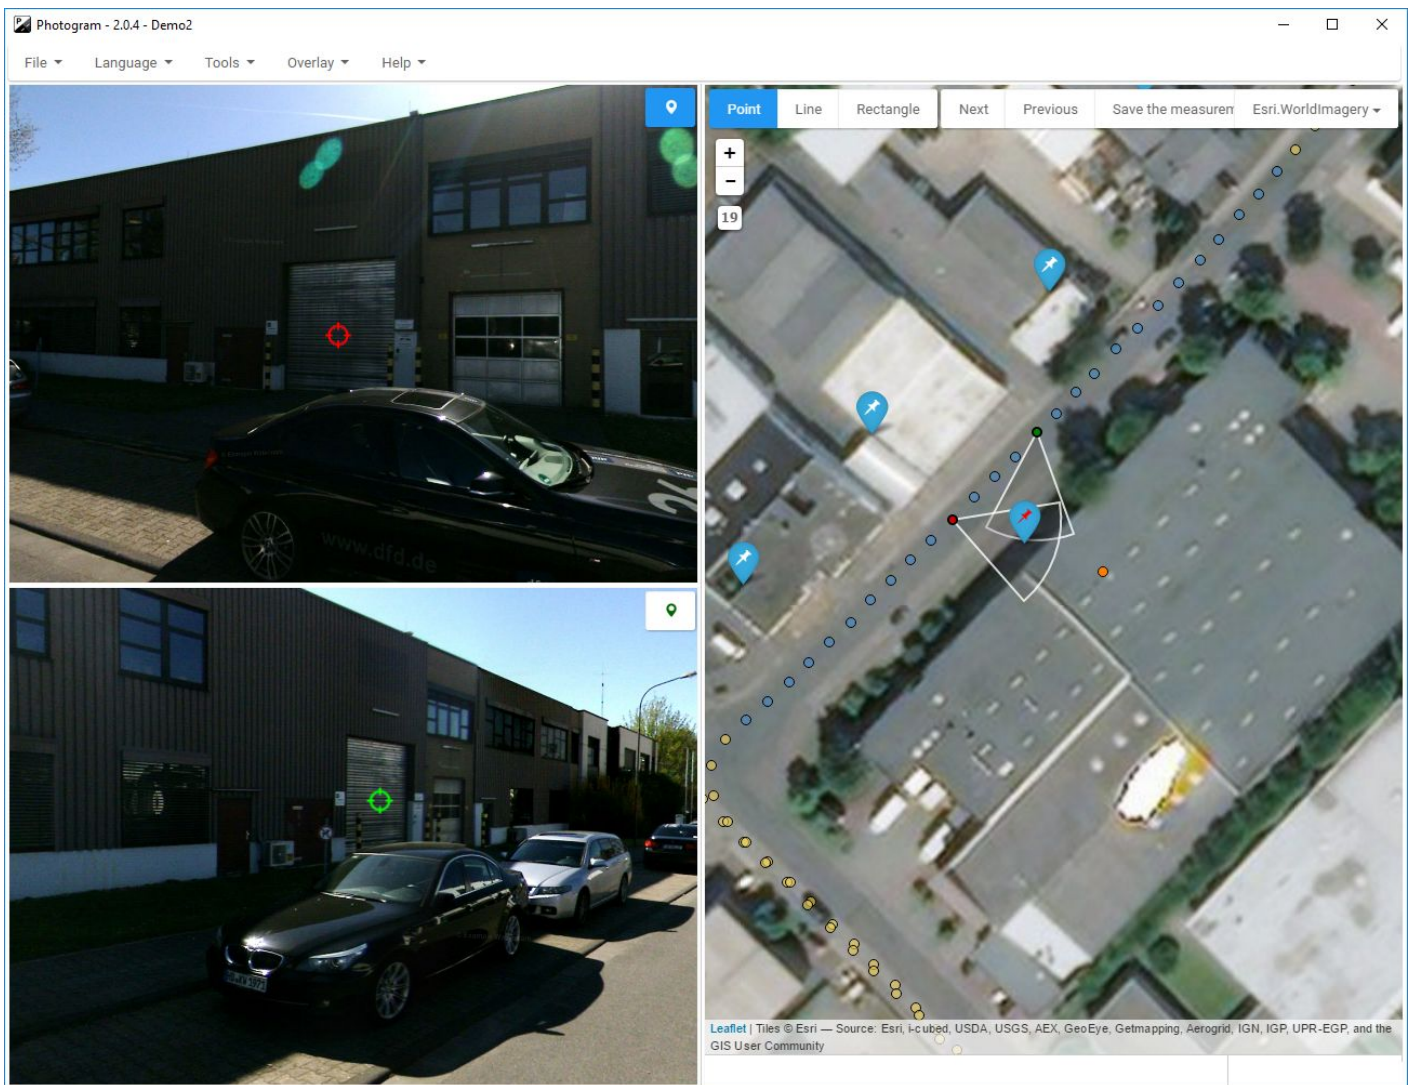 Photogram - 2.0.4 - Demo2
File Language Tools Overlay Help
Point Line Rectangle Next Previous Save the measurem Esri.WorldImagery
+
−
19
www.dfd.de
Leaflet | Tiles © Esri — Source: Esri, i-cubed, USDA, USGS, AEX, GeoEye, Getmapping, Aerogrid, IGN, IGP, UPR-EGP, and the
GIS User Community